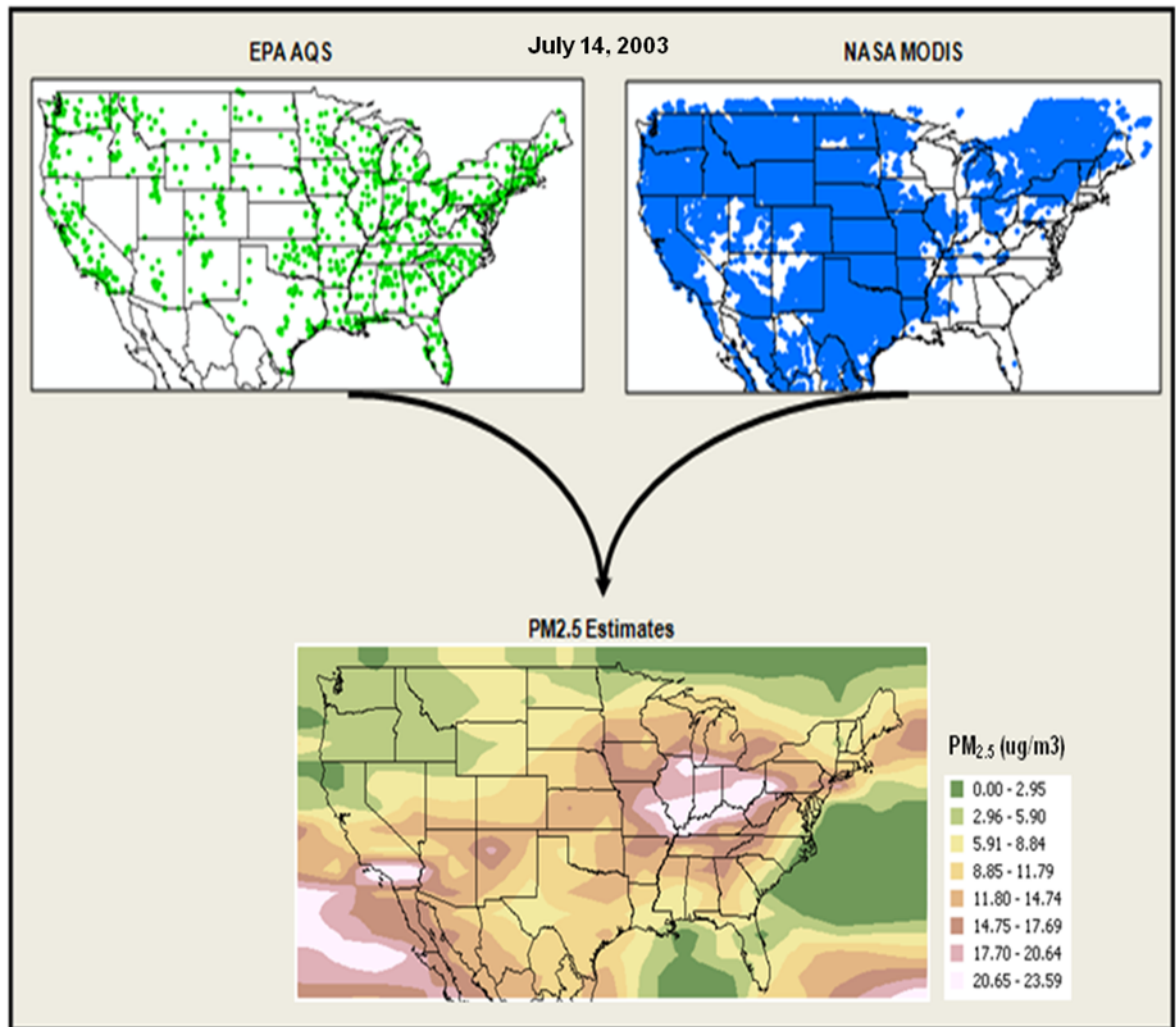 July 14, 2003
EPA AQS
NASA MODIS
PM2.5 Estimates
PM2.5 (ug/m3)
0.00 - 2.95
2.96 - 5.90
5.91 - 8.84
8.85 - 11.79
11.80 - 14.74
14.75 - 17.69
17.70 - 20.64
20.65 - 23.59